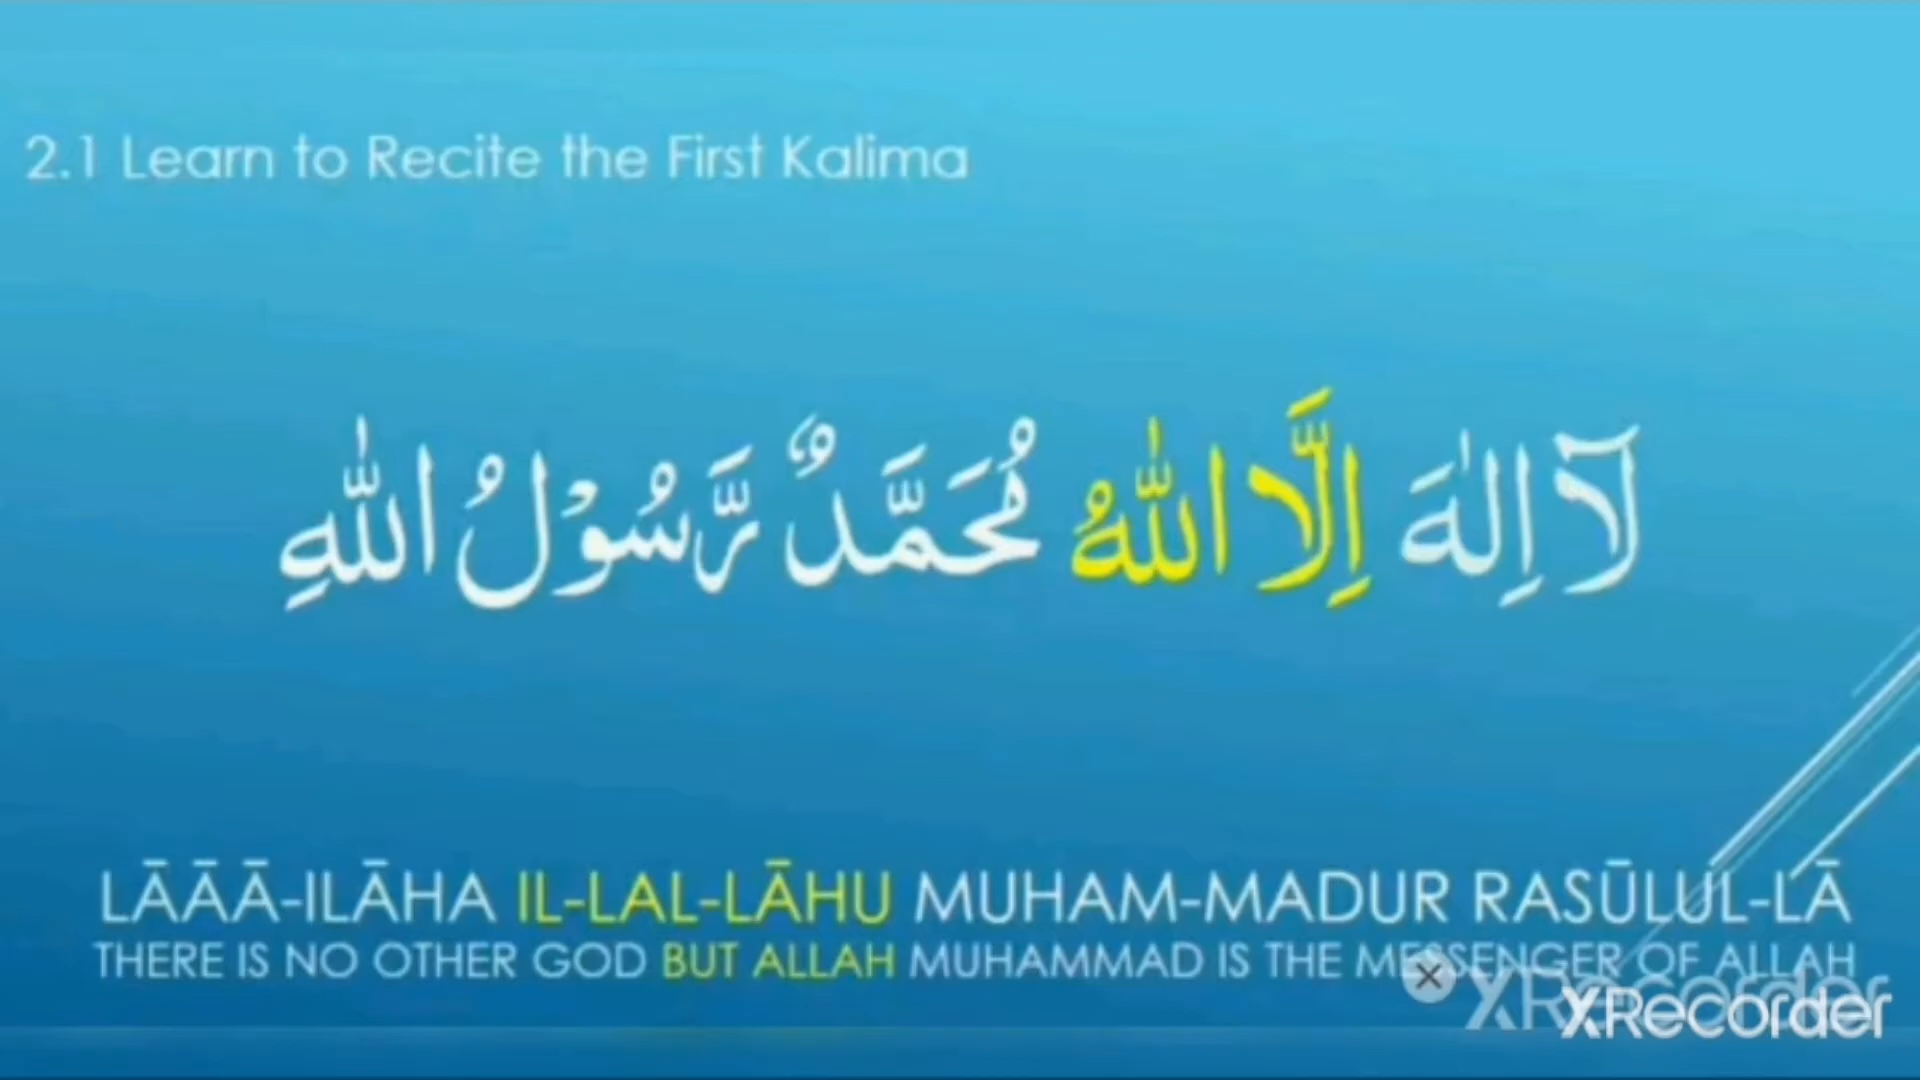 2.1 Learn to Recite the First Kalima
لَآ اِلٰهَ اِلَّا اللّٰهُ مُحَمَّدٌ رَّسُوْلُ اللّٰهِ
LĀĀĀ-ILĀHA IL-LAL-LĀHU MUHAM-MADUR RASŪLUL-LĀ
THERE IS NO OTHER GOD BUT ALLAH MUHAMMAD IS THE MESSENGER OF ALLAH
XRecorder
XRecorder